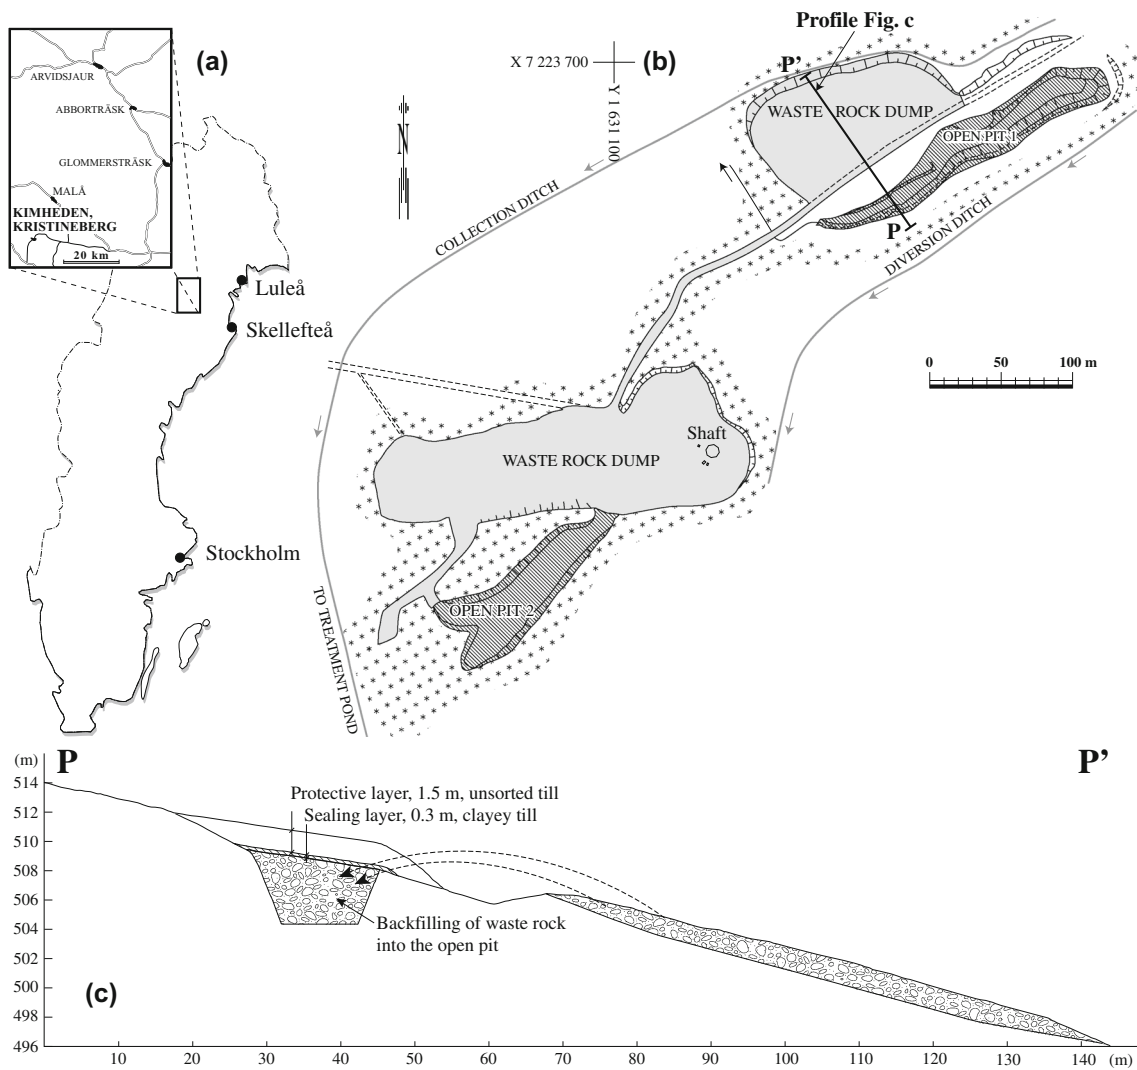 (a)
ARVIDSJAUR
ABBORTRÄSK
GLOMMERSTRÄSK
MALÅ
KIMHEDEN,
KRISTINEBERG
20 km
Luleå
Skellefteå
Stockholm
(b)
Profile Fig. c
X 7 223 700
Y 1 631 100
N
P'
WASTE ROCK DUMP
OPEN PIT 1
P
COLLECTION DITCH
DIVERSION DITCH
0 50 100 m
Shaft
WASTE ROCK DUMP
OPEN PIT 2
TO TREATMENT POND
P
P'
(m)
514
512
510
508
506
504
502
500
498
496
Protective layer, 1.5 m, unsorted till
Sealing layer, 0.3 m, clayey till
Backfilling of waste rock
into the open pit
(c)
10 20 30 40 50 60 70 80 90 100 110 120 130 140 (m)